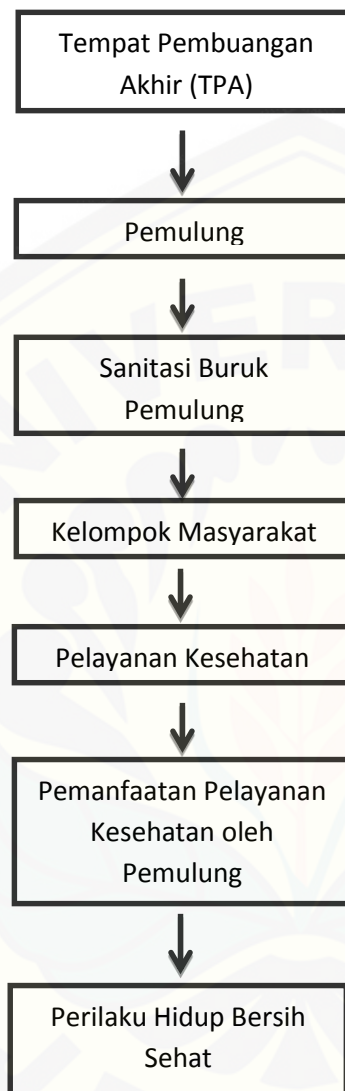 Tempat Pembuangan
Akhir (TPA)
Pemulung
Sanitasi Buruk
Pemulung
Kelompok Masyarakat
Pelayanan Kesehatan
Pemanfaatan Pelayanan
Kesehatan oleh
Pemulung
Perilaku Hidup Bersih
Sehat